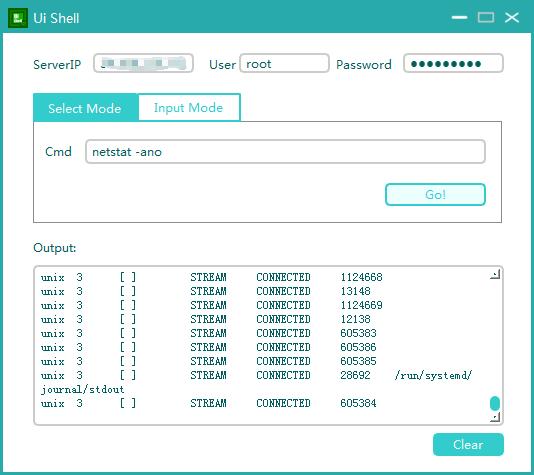 Ui Shell
ServerIP User root Password ●●●●●●●●●
Select Mode Input Mode
Cmd netstat -ano
Go!
Output:
unix 3 [ ] STREAM CONNECTED 1124668
unix 3 [ ] STREAM CONNECTED 13148
unix 3 [ ] STREAM CONNECTED 1124669
unix 3 [ ] STREAM CONNECTED 12138
unix 3 [ ] STREAM CONNECTED 605383
unix 3 [ ] STREAM CONNECTED 605386
unix 3 [ ] STREAM CONNECTED 605385
unix 3 [ ] STREAM CONNECTED 28692 /run/systemd/
journal/stdout
unix 3 [ ] STREAM CONNECTED 605384
Clear